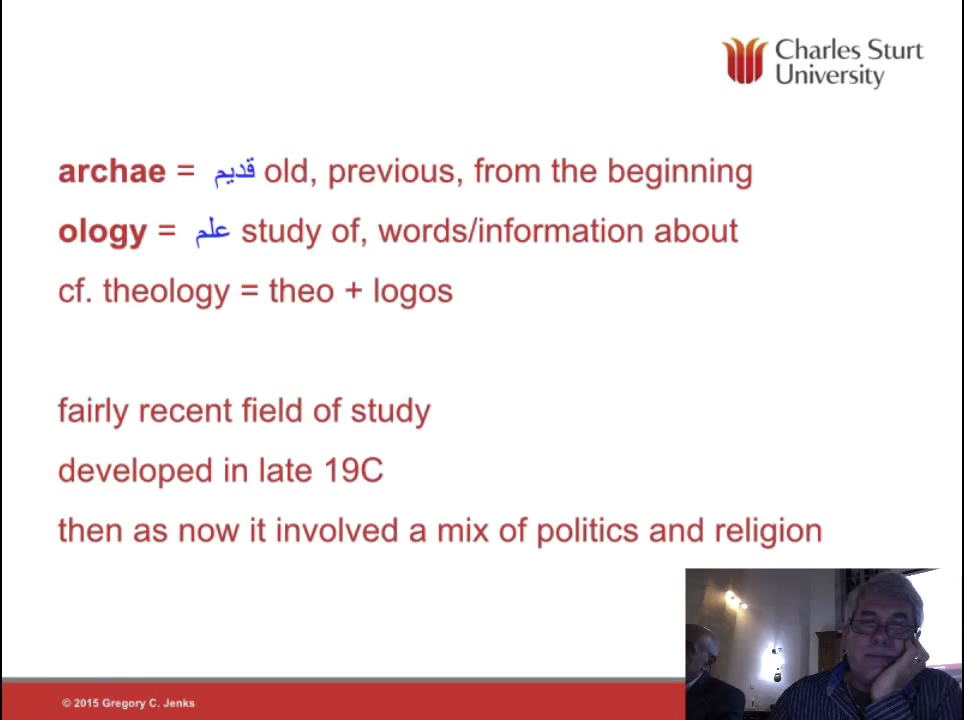 Charles Sturt
University
archae = قديم old, previous, from the beginning
ology = علم study of, words/information about
cf. theology = theo + logos
fairly recent field of study
developed in late 19C
then as now it involved a mix of politics and religion
© 2015 Gregory C. Jenks